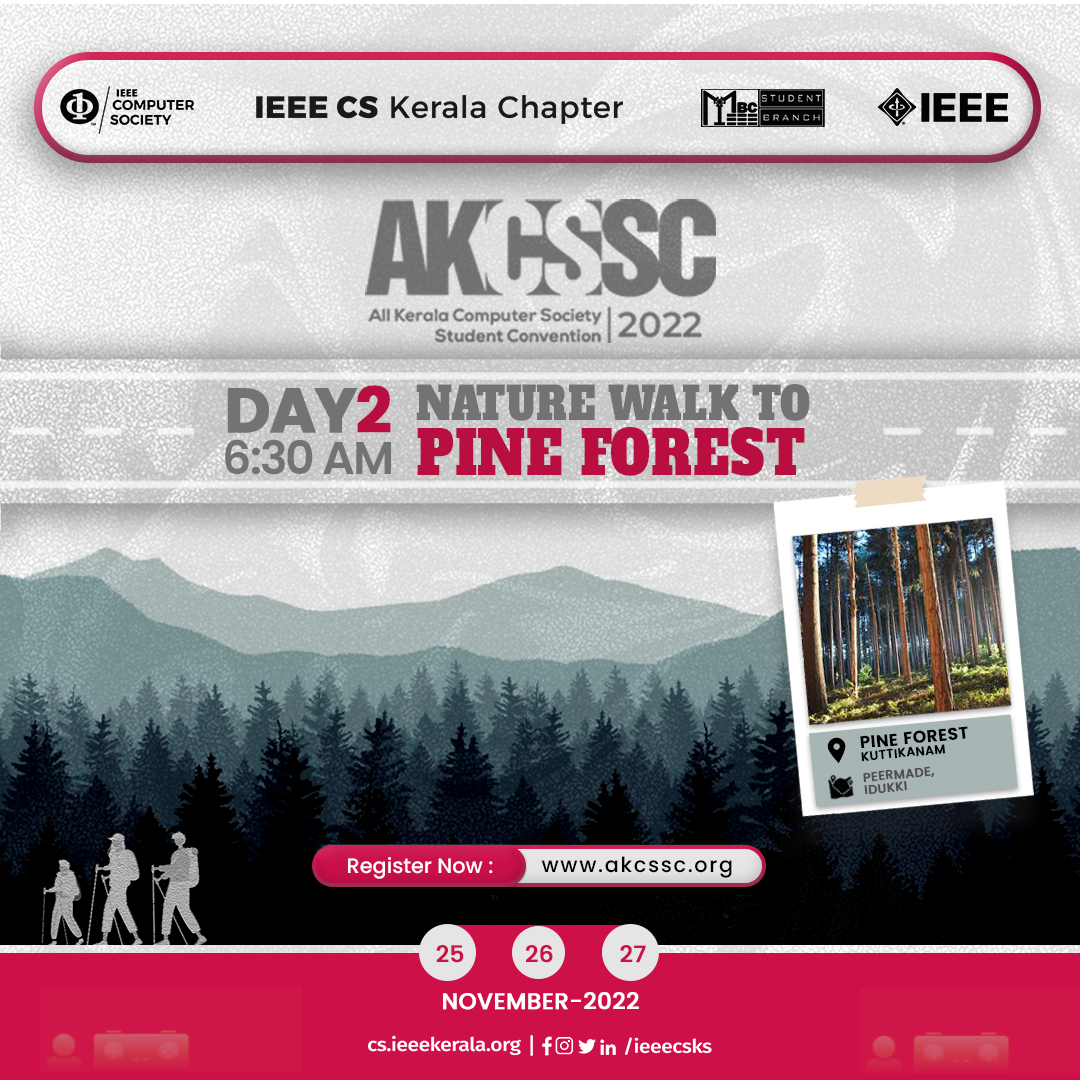 IEEE
COMPUTER
SOCIETY
IEEE CS Kerala Chapter
MBC STUDENT
BRANCH
IEEE
AKCSSC
All Kerala Computer Society
Student Convention
2022
DAY2
6:30 AM
NATURE WALK TO
PINE FOREST
PINE FOREST
KUTTIKANAM
PEERMADE,
IDUKKI
Register Now : www.akcssc.org
25 26 27
NOVEMBER-2022
cs.ieeekerala.org | /ieeecsks